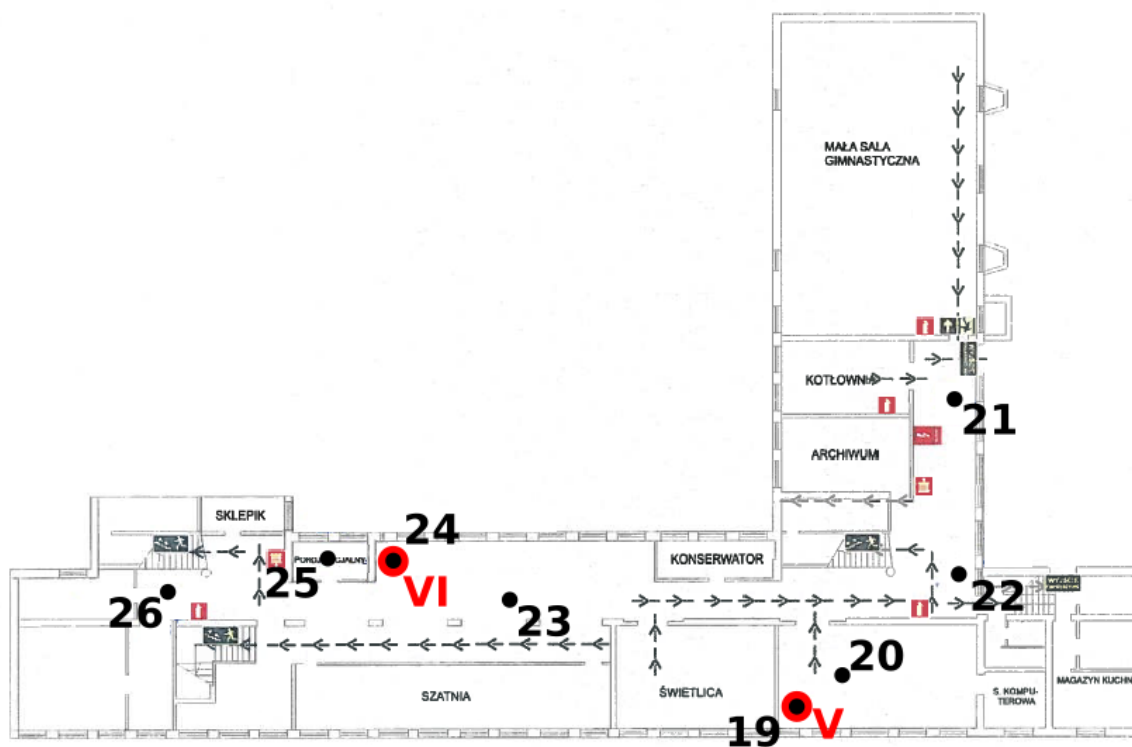 MAŁA SALA
GIMNASTYCZNA
KOTŁOWNIA
21
ARCHIWUM
SKLEPIK
24
25
VI
KONSERWATOR
26
23
22
WYJŚCIE
20
SZATNIA
ŚWIETLICA
19
V
S. KOMPU-
TEROWA
MAGAZYN KUCHN